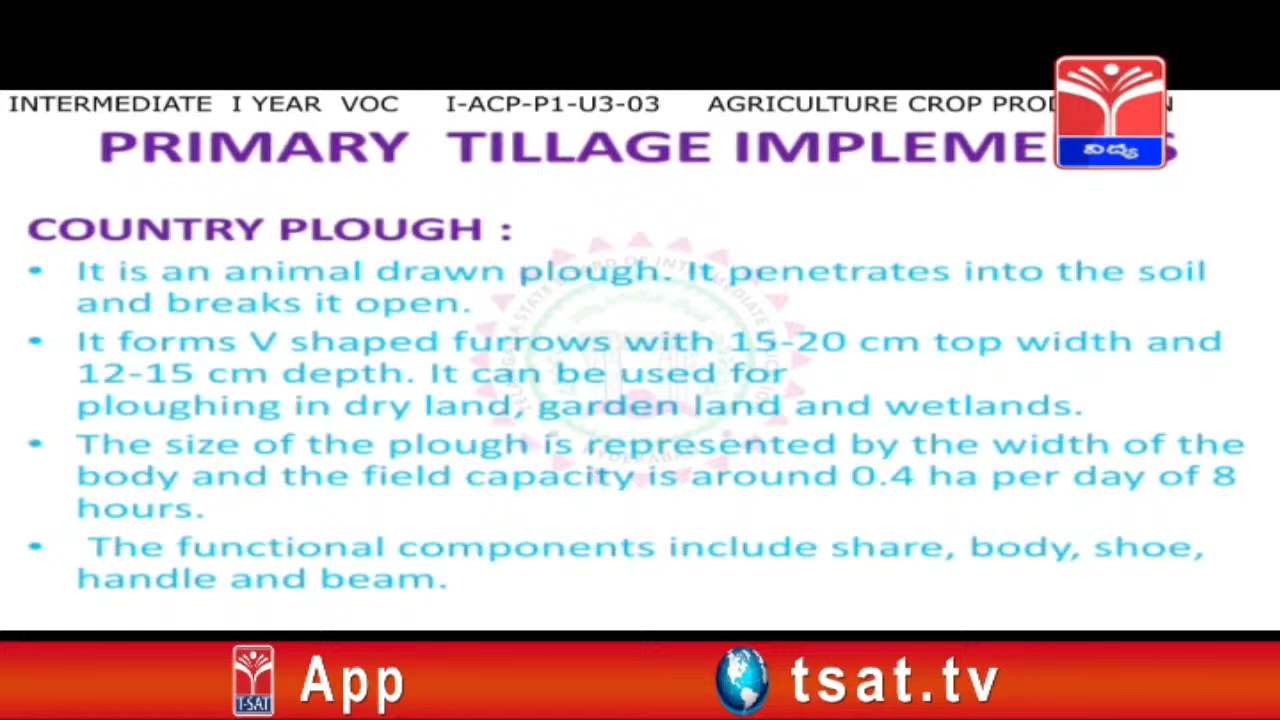 INTERMEDIATE I YEAR VOC I-ACP-P1-U3-03 AGRICULTURE CROP PROD N
PRIMARY TILLAGE IMPLEME S
విద్య
COUNTRY PLOUGH :
• It is an animal drawn plough. It penetrates into the soil
and breaks it open.
• It forms V shaped furrows with 15-20 cm top width and
12-15 cm depth. It can be used for
ploughing in dry land, garden land and wetlands.
• The size of the plough is represented by the width of the
body and the field capacity is around 0.4 ha per day of 8
hours.
• The functional components include share, body, shoe,
handle and beam.
T-SAT App tsat.tv